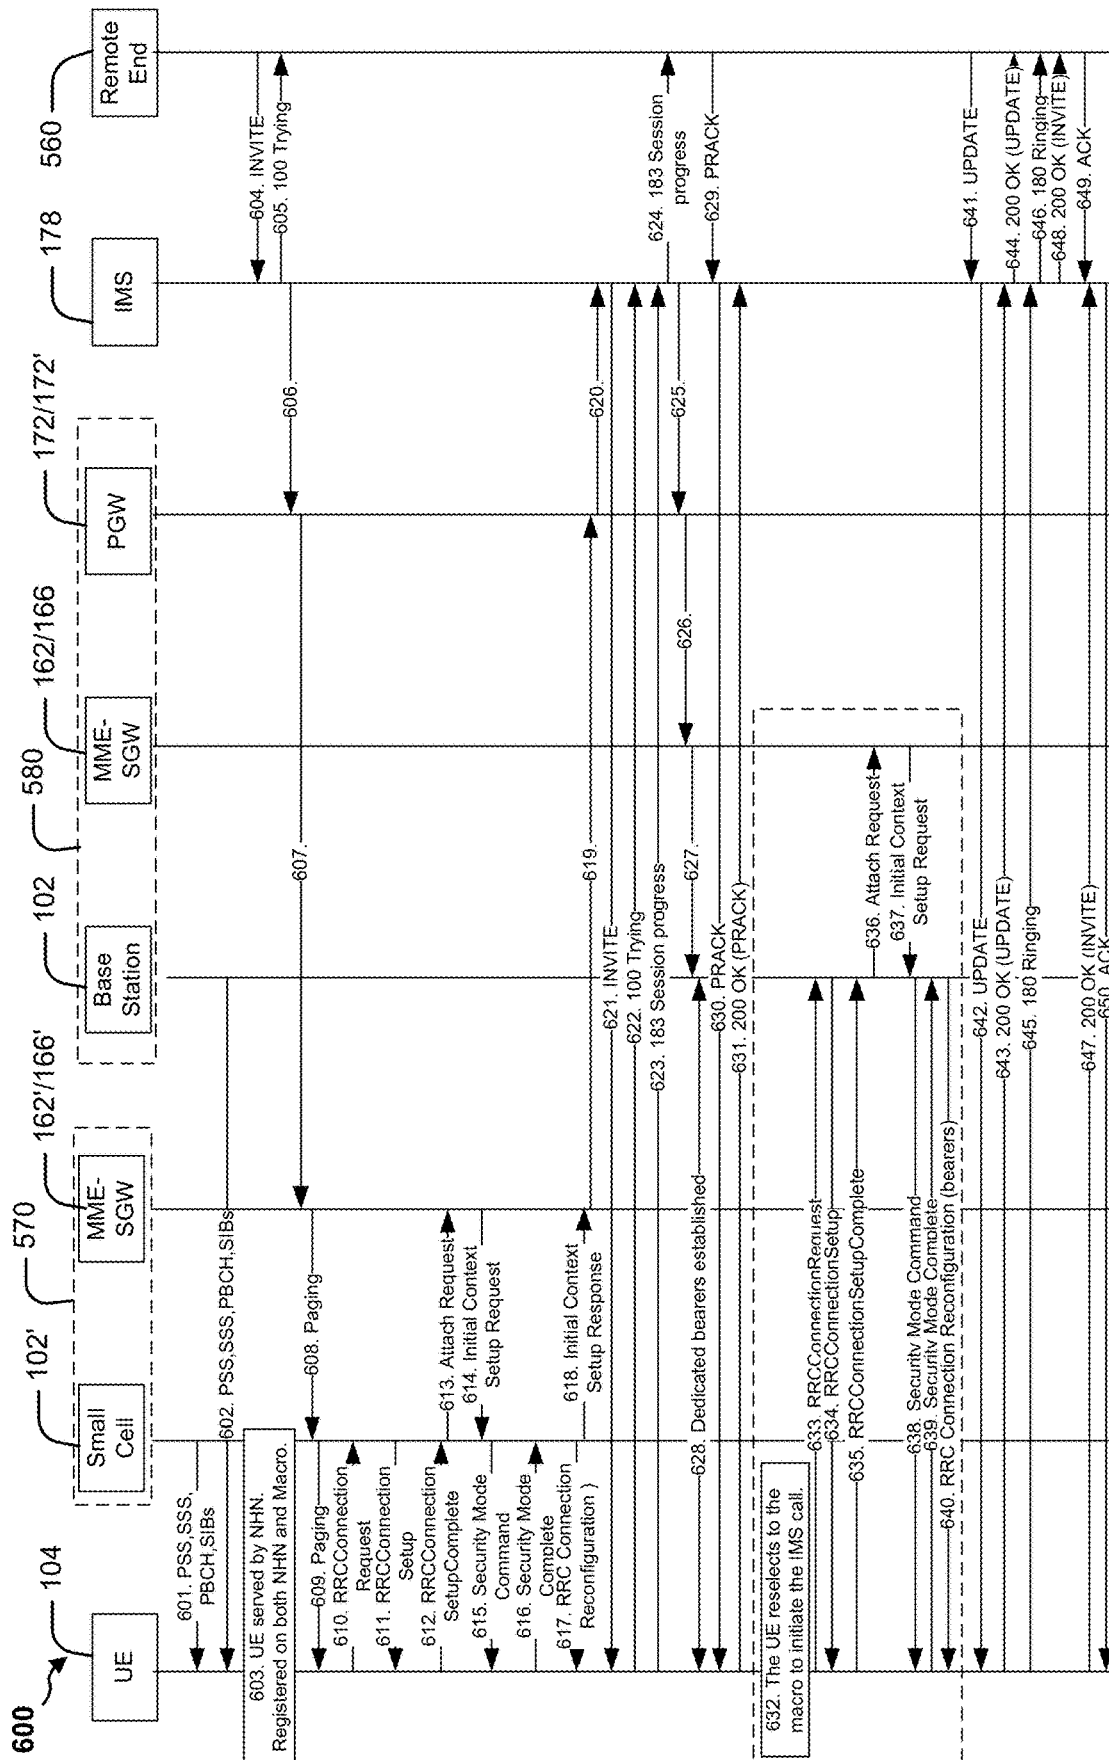 600
104
102'
570
162'/166'
102
580
162/166
172/172'
178
560
UE
Small
Cell
MME-
SGW
Base
Station
MME-
SGW
PGW
IMS
Remote
End
601. PSS,SSS,
PBCH,SIBs
602. PSS,SSS,PBCH,SIBs
603. UE served by NHN.
Registered on both NHN and Macro.
604. INVITE
605. 100 Trying
606.
607.
608. Paging
609. Paging
610. RRCConnection
Request
611. RRCConnection
Setup
612. RRCConnection
SetupComplete
613. Attach Request
614. Initial Context
Setup Request
615. Security Mode
Command
616. Security Mode
Complete
617. RRC Connection
Reconfiguration }
618. Initial Context
Setup Response
619.
620.
621. INVITE
622. 100 Trying
623. 183 Session progress
624. 183 Session
progress
625.
626.
627.
628. Dedicated bearers established
629. PRACK
630. PRACK
631. 200 OK (PRACK)
632. The UE reselects to the
macro to initiate the IMS call.
633. RRCConnectionRequest
634. RRCConnectionSetup
635. RRCConnectionSetupComplete
636. Attach Request
637. Initial Context
Setup Request
638. Security Mode Command
639. Security Mode Complete
640. RRC Connection Reconfiguration (bearers)
641. UPDATE
642. UPDATE
643. 200 OK (UPDATE)
644. 200 OK (UPDATE)
645. 180 Ringing
646. 180 Ringing
647. 200 OK (INVITE)
648. 200 OK (INVITE)
649. ACK
650. ACK